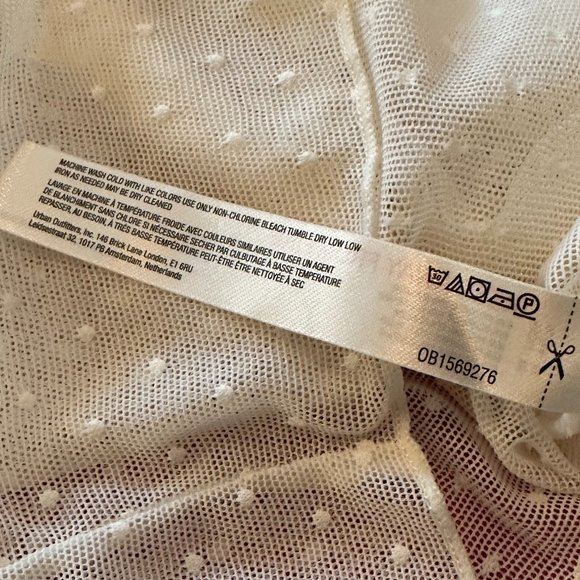 MACHINE WASH COLD WITH LIKE COLORS USE ONLY NON-CHLORINE BLEACH TUMBLE DRY LOW LOW
IRON AS NEEDED MAY BE DRY CLEANED
LAVAGE EN MACHINE À TEMPÉRATURE FROIDE AVEC COULEURS SIMILAIRES UTILISER UN AGENT
DE BLANCHIMENT SANS CHLORE SI NÉCESSAIRE SÉCHER PAR CULBUTAGE À BASSE TEMPERATURE
REPASSER, AU BESOIN, À TRÈS BASSE TEMPÉRATURE PEUT-ÊTRE ÊTRE NETTOYÉE À SEC
Urban Outfitters, Inc. 146 Brick Lane London, E1 6RU
Leidsestraat 32, 1017 PB Amsterdam, Netherlands
P
OB1569276